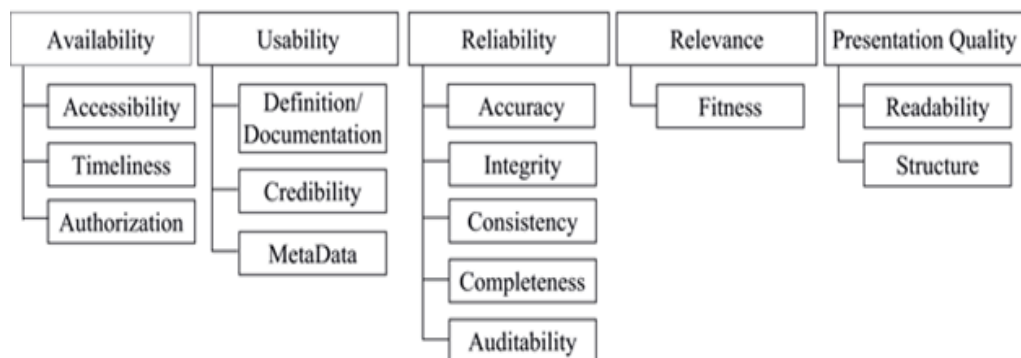 Availability
Accessibility
Timeliness
Authorization
Usability
Definition/
Documentation
Credibility
MetaData
Reliability
Accuracy
Integrity
Consistency
Completeness
Auditability
Relevance
Fitness
Presentation Quality
Readability
Structure